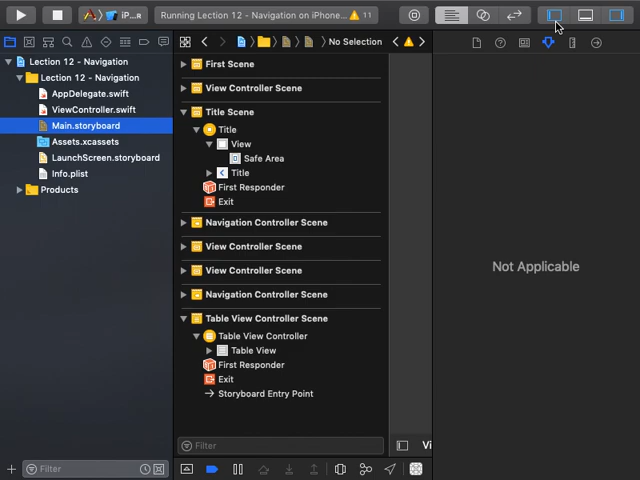 iP...R
Running Lection 12 - Navigation on iPhone...
11
No Selection
Lection 12 - Navigation
Lection 12 - Navigation
AppDelegate.swift
ViewController.swift
Main.storyboard
Assets.xcassets
LaunchScreen.storyboard
Info.plist
Products
First Scene
View Controller Scene
Title Scene
Title
View
Safe Area
Title
First Responder
Exit
Navigation Controller Scene
View Controller Scene
View Controller Scene
Navigation Controller Scene
Table View Controller Scene
Table View Controller
Table View
First Responder
Exit
Storyboard Entry Point
Not Applicable
Filter
Vi
Filter